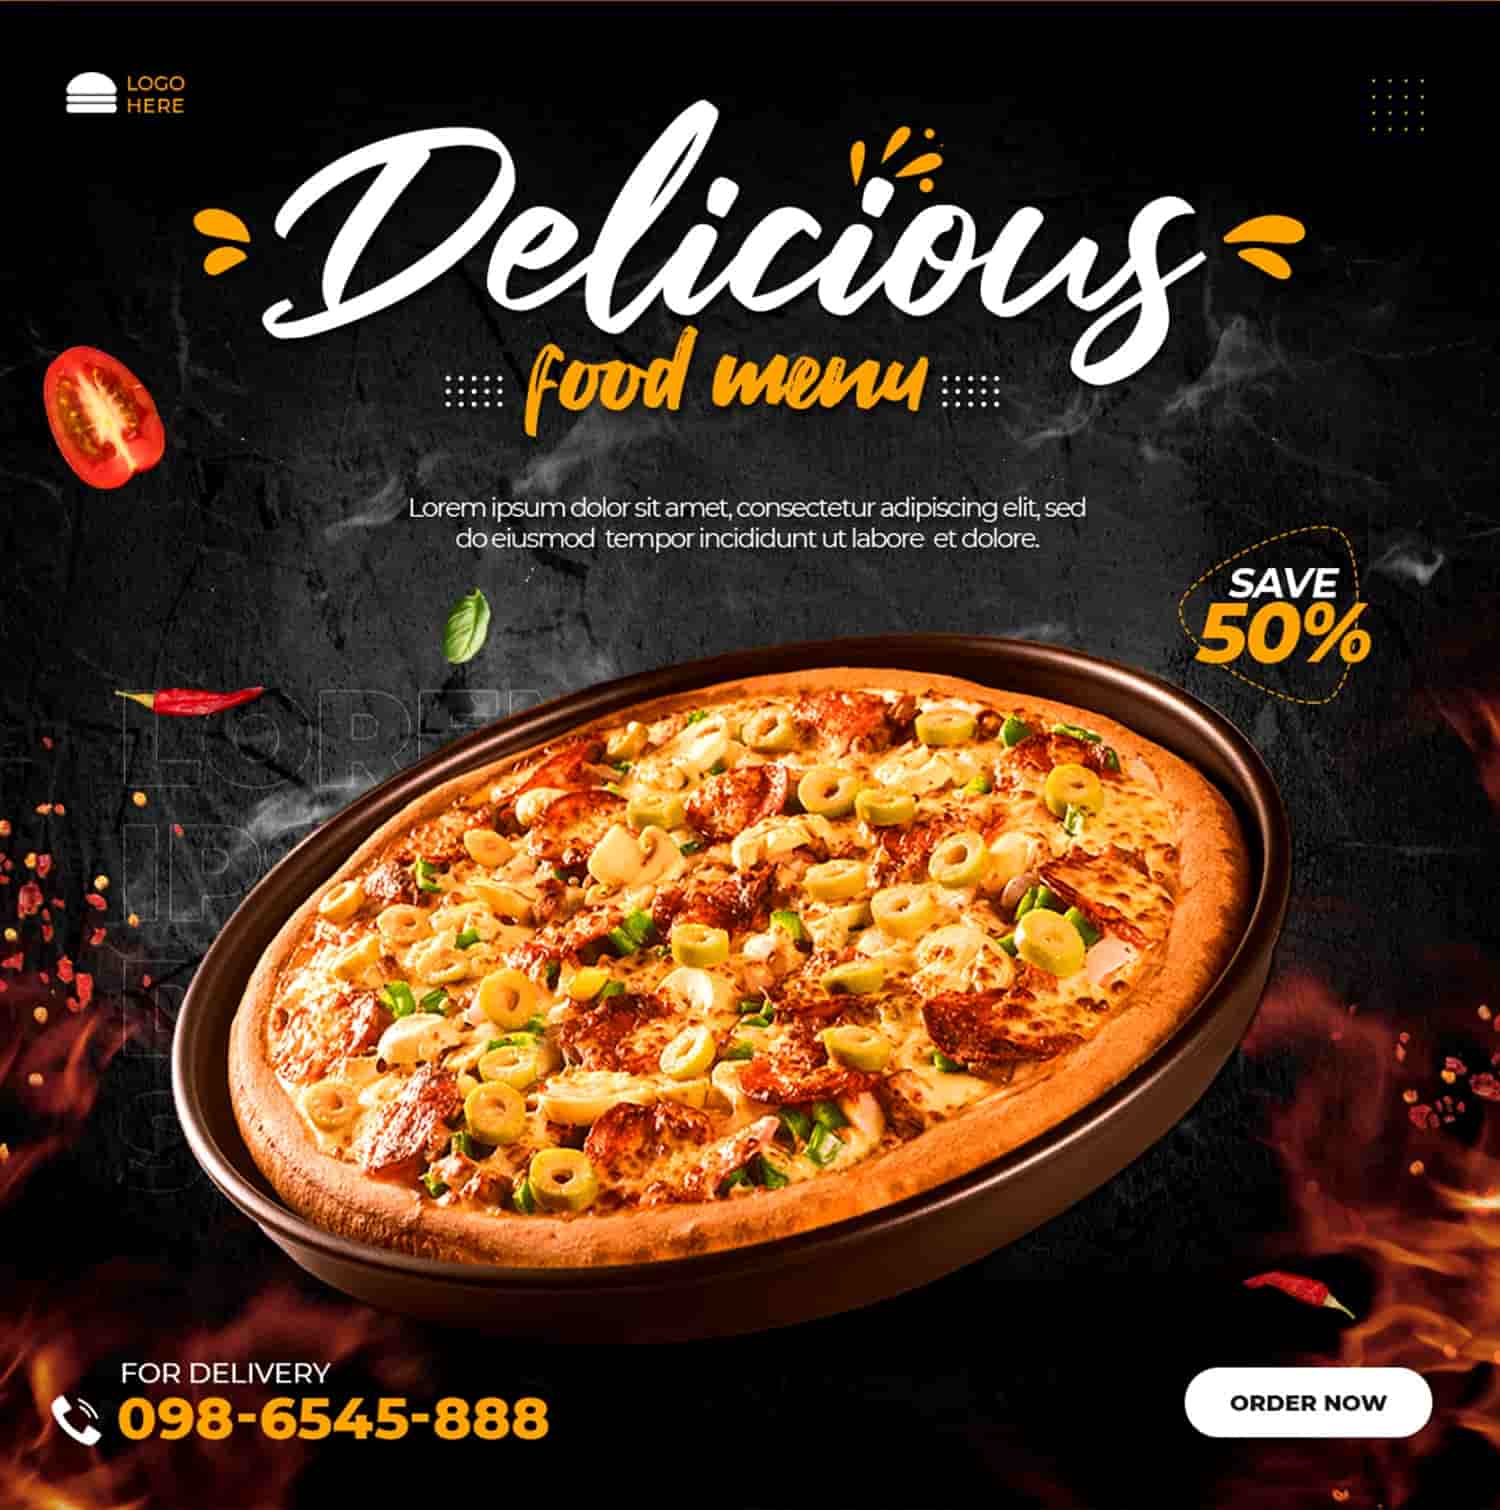 LOGO
HERE
Delicious
food menu
Lorem ipsum dolor sit amet, consectetur adipiscing elit, sed
do eiusmod tempor incididunt ut labore et dolore.
SAVE
50%
LOREM
FOR DELIVERY
098-6545-888
ORDER NOW